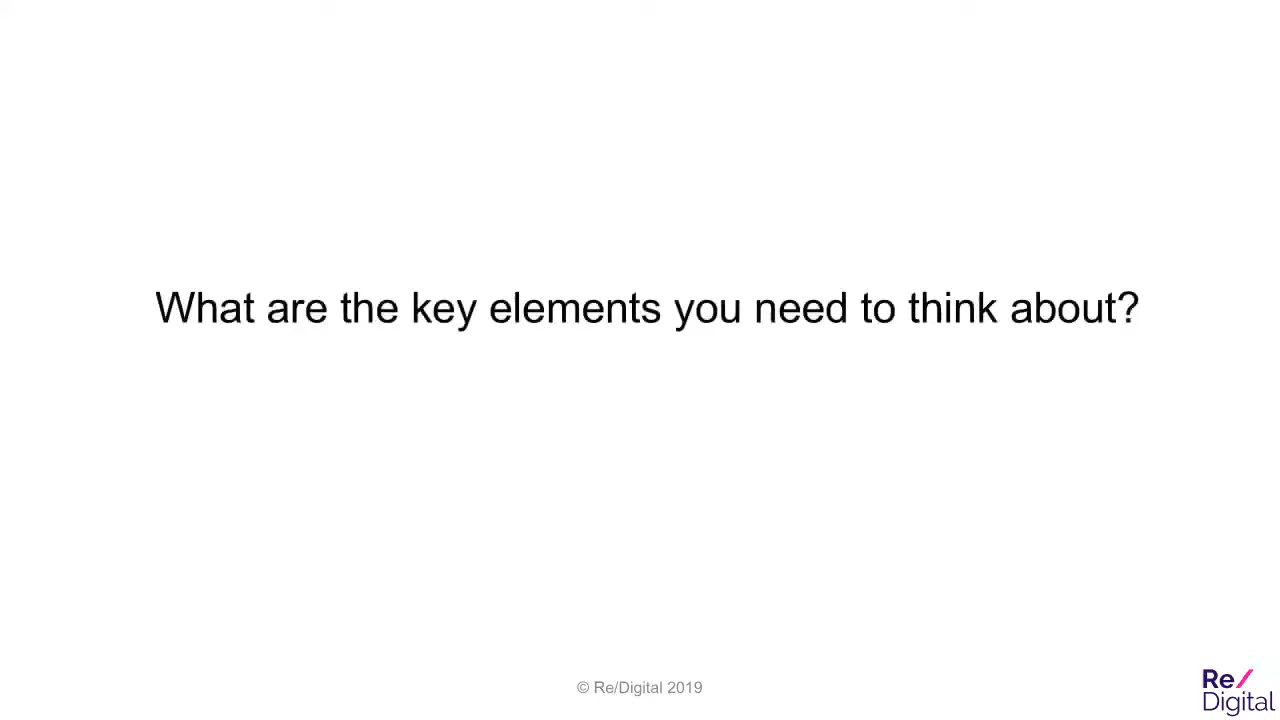 What are the key elements you need to think about?
© Re/Digital 2019
Re/
Digital